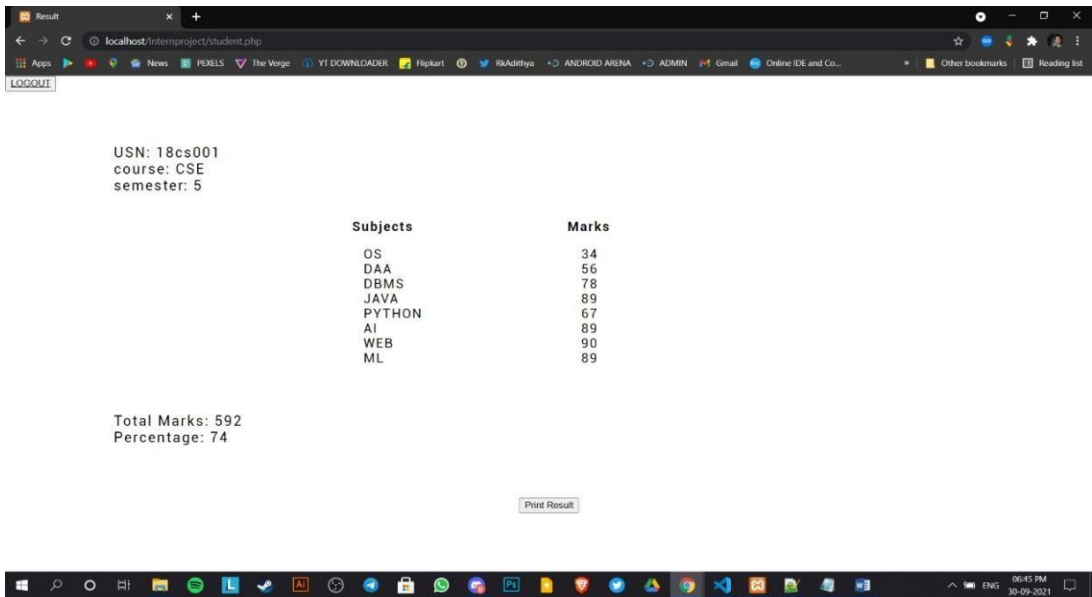 Result
localhost/Internproject/student.php
Apps News PEXELS The Verge YT DOWNLOADER Flipkart RkAdithya ANDROID ARENA ADMIN Gmail Online IDE and Co... » Other bookmarks Reading list
LOGOUT
USN: 18cs001
course: CSE
semester: 5
Subjects Marks
OS 34
DAA 56
DBMS 78
JAVA 89
PYTHON 67
AI 89
WEB 90
ML 89
Total Marks: 592
Percentage: 74
Print Result
L Ai Ps ENG 06:45 PM
30-09-2021